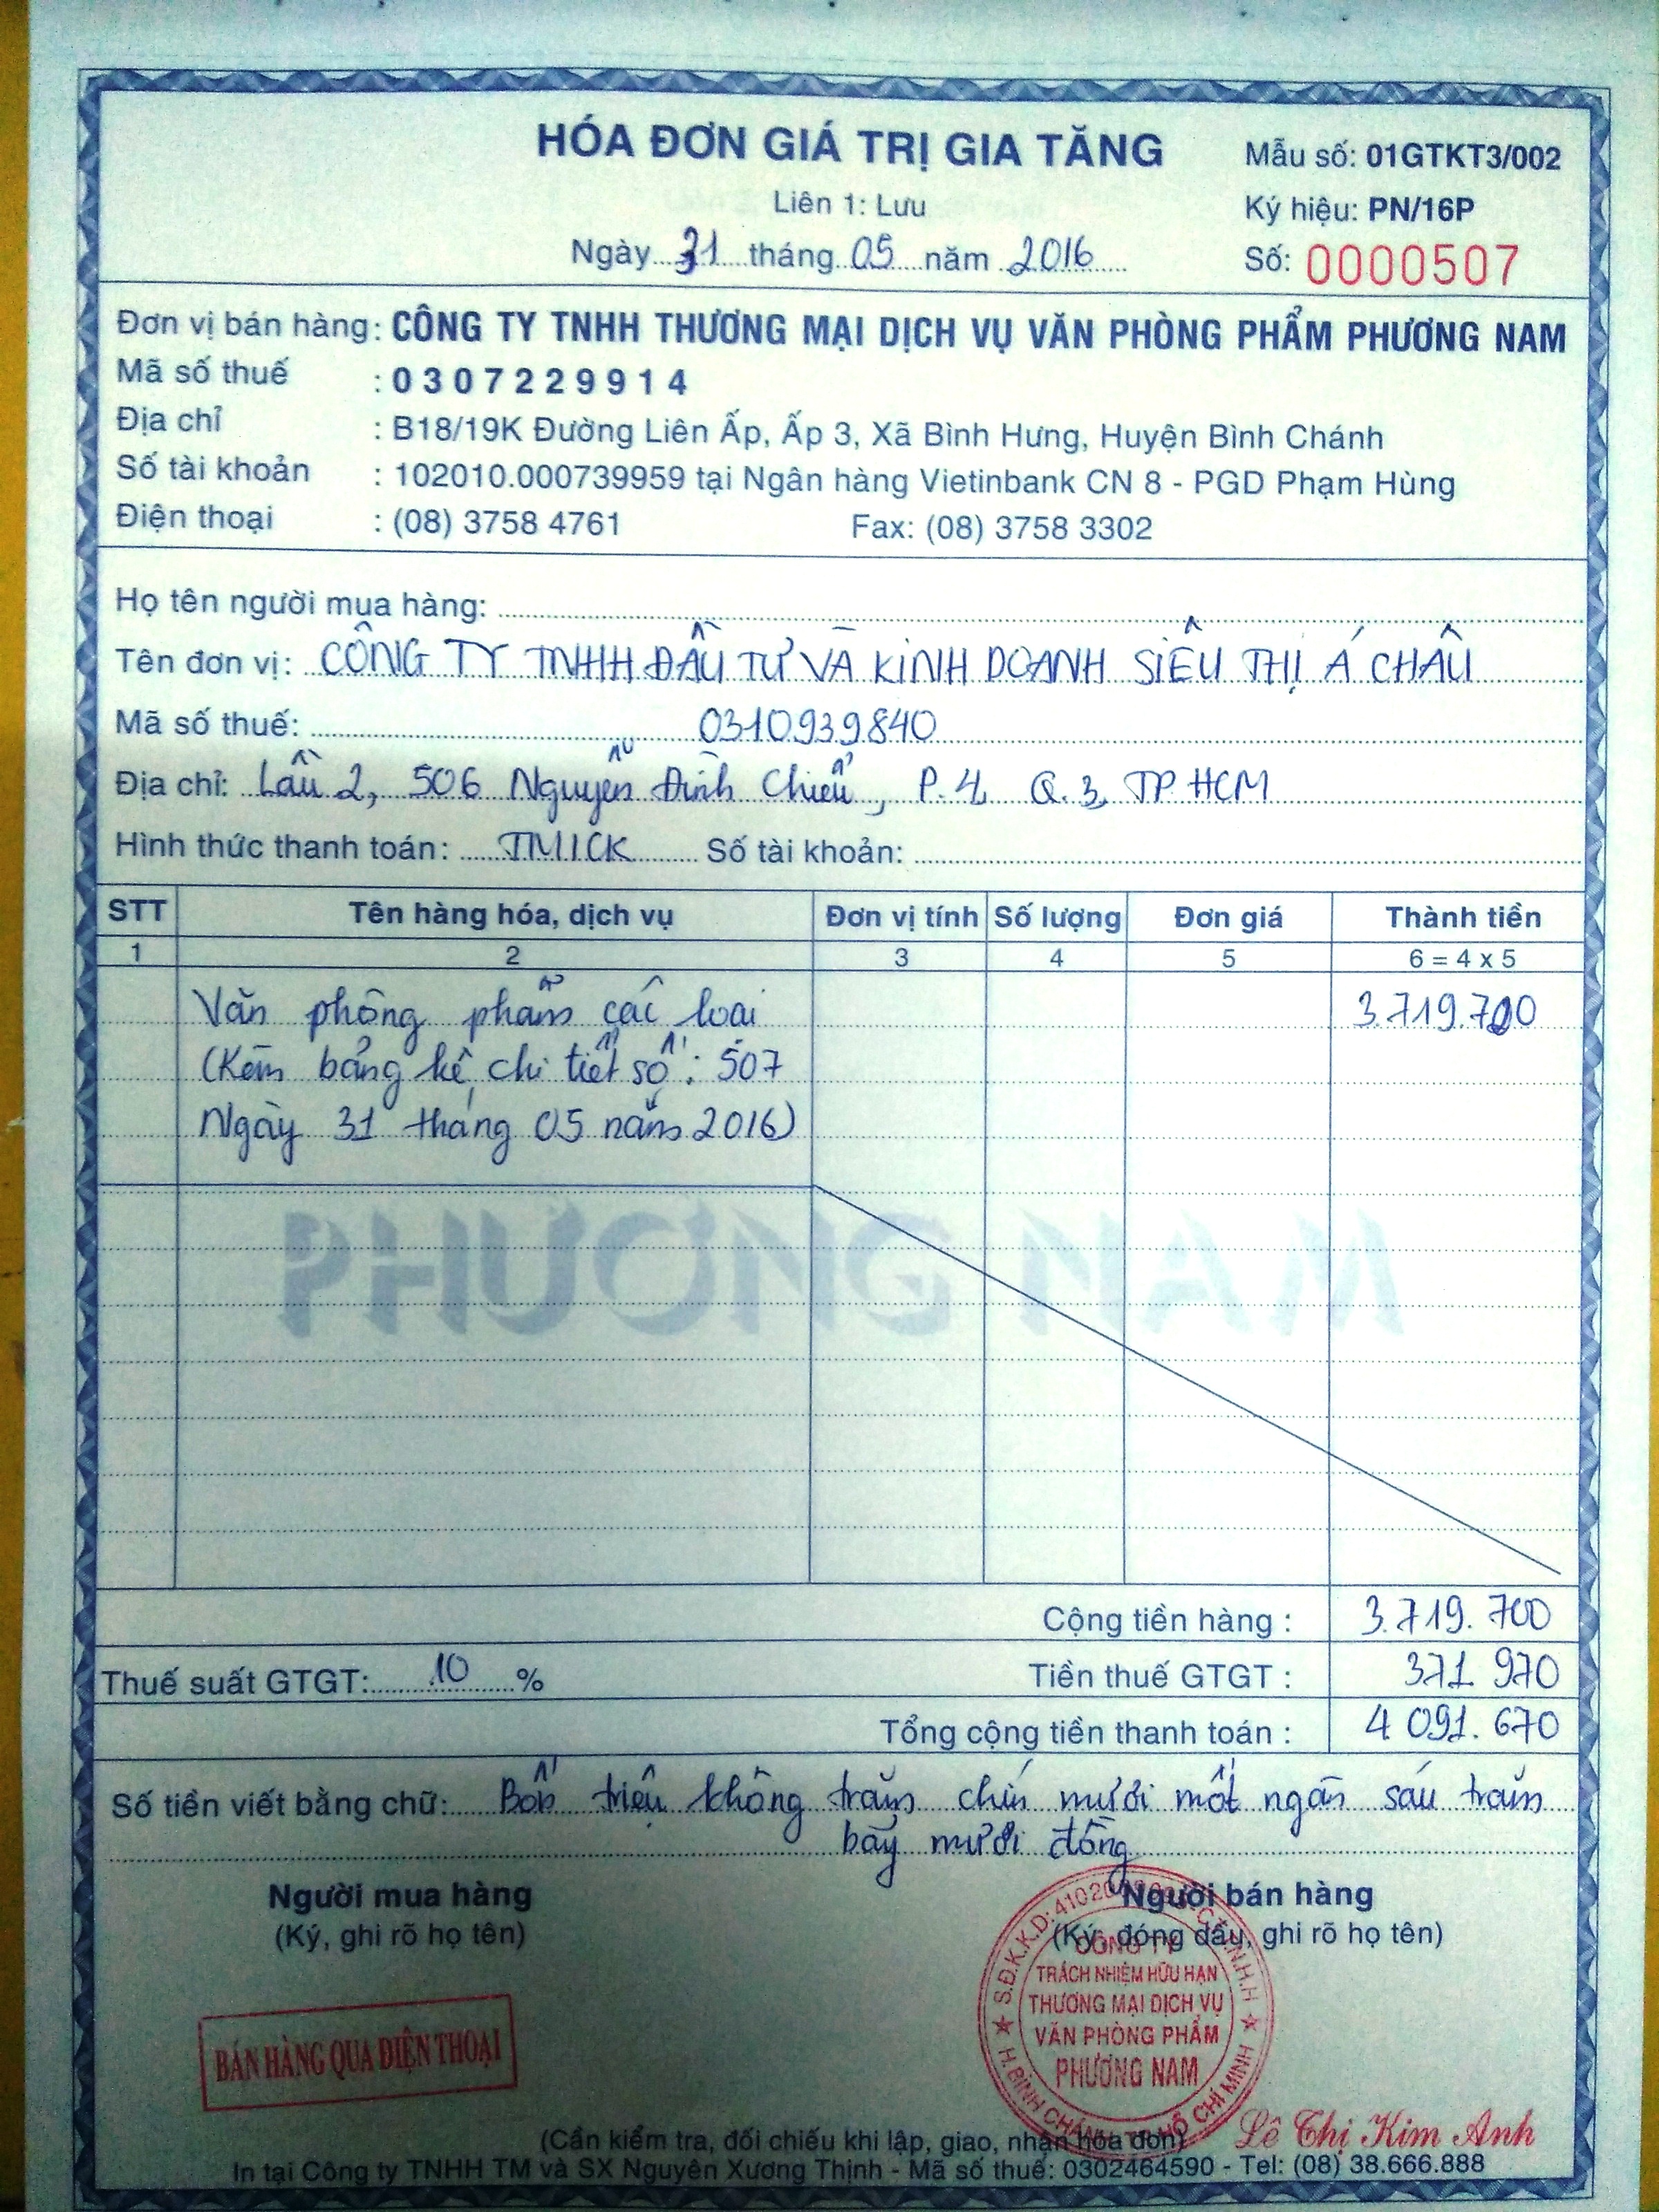 HÓA ĐƠN GIÁ TRỊ GIA TĂNG
Mẫu số: 01GTKT3/002
Liên 1: Lưu
Ký hiệu: PN/16P
Ngày 31 tháng 05 năm 2016
Số: 0000507
Đơn vị bán hàng: CÔNG TY TNHH THƯƠNG MẠI DỊCH VỤ VĂN PHÒNG PHẨM PHƯƠNG NAM
Mã số thuế : 0307229914
Địa chỉ : B18/19K Đường Liên Ấp, Ấp 3, Xã Bình Hưng, Huyện Bình Chánh
Số tài khoản : 102010.000739959 tại Ngân hàng Vietinbank CN 8 - PGD Phạm Hùng
Điện thoại : (08) 3758 4761 Fax: (08) 3758 3302
Họ tên người mua hàng:
Tên đơn vị: CÔNG TY TNHH ĐẦU TƯ VÀ KINH DOANH SIÊU THỊ Á CHÂU
Mã số thuế: 0310939840
Địa chỉ: Lầu 2, 506 Nguyễn Đình Chiểu, P.4, Q.3, TP HCM
Hình thức thanh toán: TM/CK Số tài khoản:
STT Tên hàng hóa, dịch vụ Đơn vị tính Số lượng Đơn giá Thành tiền
1 2 3 4 5 6 = 4 x 5
Văn phòng phẩm các loại 3.719.700
(Kèm bảng kê chi tiết số: 507
Ngày 31 tháng 05 năm 2016)
PHƯƠNG NAM
Cộng tiền hàng : 3.719.700
Thuế suất GTGT: 10 % Tiền thuế GTGT : 371 970
Tổng cộng tiền thanh toán : 4 091.670
Số tiền viết bằng chữ: Bốn triệu không trăm chín mươi mốt ngàn sáu trăm
bảy mươi đồng
Người mua hàng Người bán hàng
(Ký, ghi rõ họ tên) (Ký, đóng dấu, ghi rõ họ tên)
CÔNG TY
TRÁCH NHIỆM HỮU HẠN
THƯƠNG MẠI DỊCH VỤ
VĂN PHÒNG PHẨM
PHƯƠNG NAM
H.BÌNH CHÁNH - TP HỒ CHÍ MINH
BÁN HÀNG QUA ĐIỆN THOẠI
Lê Thị Kim Anh
(Cần kiểm tra, đối chiếu khi lập, giao, nhận hóa đơn)
In tại Công ty TNHH TM và SX Nguyên Xương Thịnh - Mã số thuế: 0302464590 - Tel: (08) 38.666.888